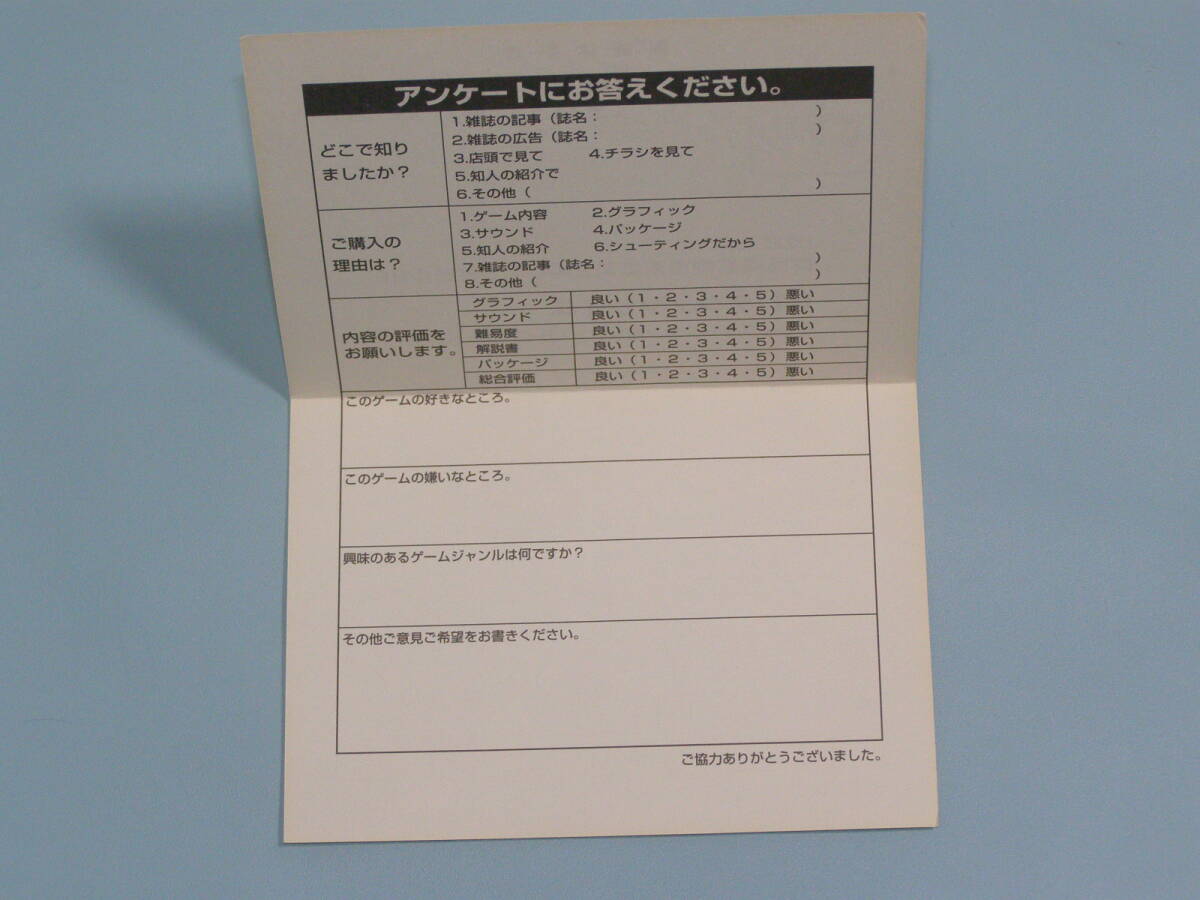 アンケートにお答えください。
どこで知り
ましたか？
1.雑誌の記事（誌名：　　　　　　　　　　）
2.雑誌の広告（誌名：　　　　　　　　　　）
3.店頭で見て　　4.チラシを見て
5.知人の紹介で
6.その他（　　　　　　　　　　）
ご購入の
理由は？
1.ゲーム内容　　2.グラフィック
3.サウンド　　4.パッケージ
5.知人の紹介　　6.シューティングだから
7.雑誌の記事（誌名：　　　　　　　　　　）
8.その他（　　　　　　　　　　）
内容の評価を
お願いします。
グラフィック　良い（1・2・3・4・5）悪い
サウンド　良い（1・2・3・4・5）悪い
難易度　良い（1・2・3・4・5）悪い
解説書　良い（1・2・3・4・5）悪い
パッケージ　良い（1・2・3・4・5）悪い
総合評価　良い（1・2・3・4・5）悪い
このゲームの好きなところ。
このゲームの嫌いなところ。
興味のあるゲームジャンルは何ですか？
その他ご意見ご希望をお書きください。
ご協力ありがとうございました。